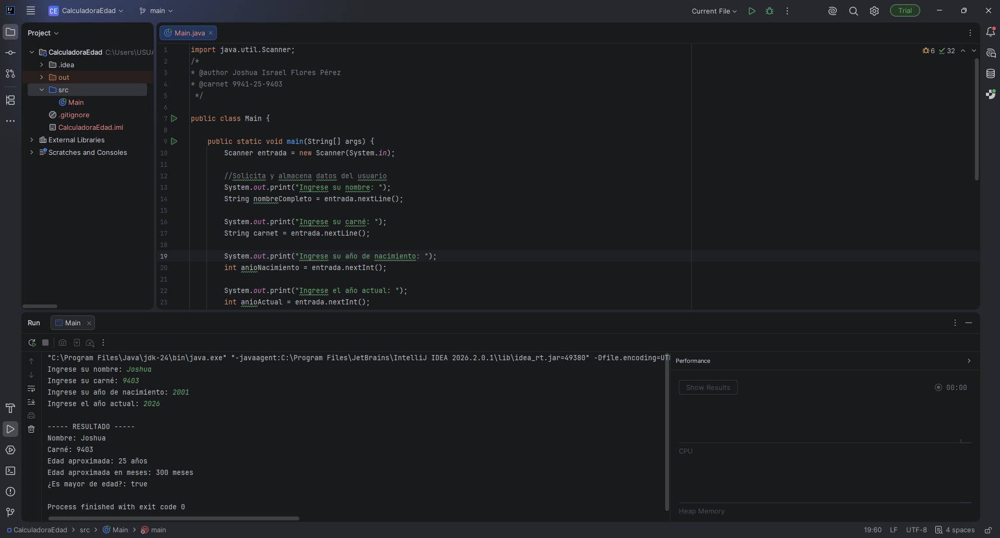 CE CalculadoraEdad main Current File Trial
Project
CalculadoraEdad C:\Users\USUA
.idea
out
src
Main
.gitignore
CalculadoraEdad.iml
External Libraries
Scratches and Consoles
Main.java
6 32
1 import java.util.Scanner;
2 /*
3 * @author Joshua Israel Flores Pérez
4 * @carnet 9941-25-9403
5 */
6
7 public class Main {
8
9 public static void main(String[] args) {
10 Scanner entrada = new Scanner(System.in);
11
12 //Solicita y almacena datos del usuario
13 System.out.print("Ingrese su nombre: ");
14 String nombreCompleto = entrada.nextLine();
15
16 System.out.print("Ingrese su carné: ");
17 String carnet = entrada.nextLine();
18
19 System.out.print("Ingrese su año de nacimiento: ");
20 int anioNacimiento = entrada.nextInt();
21
22 System.out.print("Ingrese el año actual: ");
23 int anioActual = entrada.nextInt();
Run Main
"C:\Program Files\Java\jdk-24\bin\java.exe" "-javaagent:C:\Program Files\JetBrains\IntelliJ IDEA 2026.2.0.1\lib\idea_rt.jar=49380" -Dfile.encoding=UT
Ingrese su nombre: Joshua
Ingrese su carné: 9403
Ingrese su año de nacimiento: 2001
Ingrese el año actual: 2026
----- RESULTADO -----
Nombre: Joshua
Carné: 9403
Edad aproximada: 25 años
Edad aproximada en meses: 300 meses
¿Es mayor de edad?: true
Process finished with exit code 0
Performance
Show Results 00:00
CPU
Heap Memory
CalculadoraEdad src Main main 19:60 LF UTF-8 4 spaces